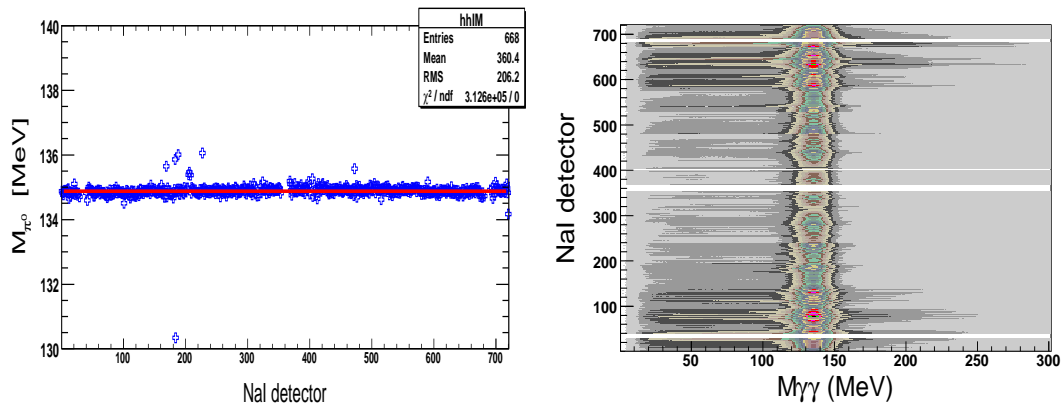 hhIM
Entries 668
Mean 360.4
RMS 206.2
χ² / ndf 3.126e+05 / 0
140
138
136
134
132
130
M_π⁰ [MeV]
100 200 300 400 500 600 700
NaI detector
700
600
500
400
300
200
100
NaI detector
50 100 150 200 250 300
Mγγ (MeV)